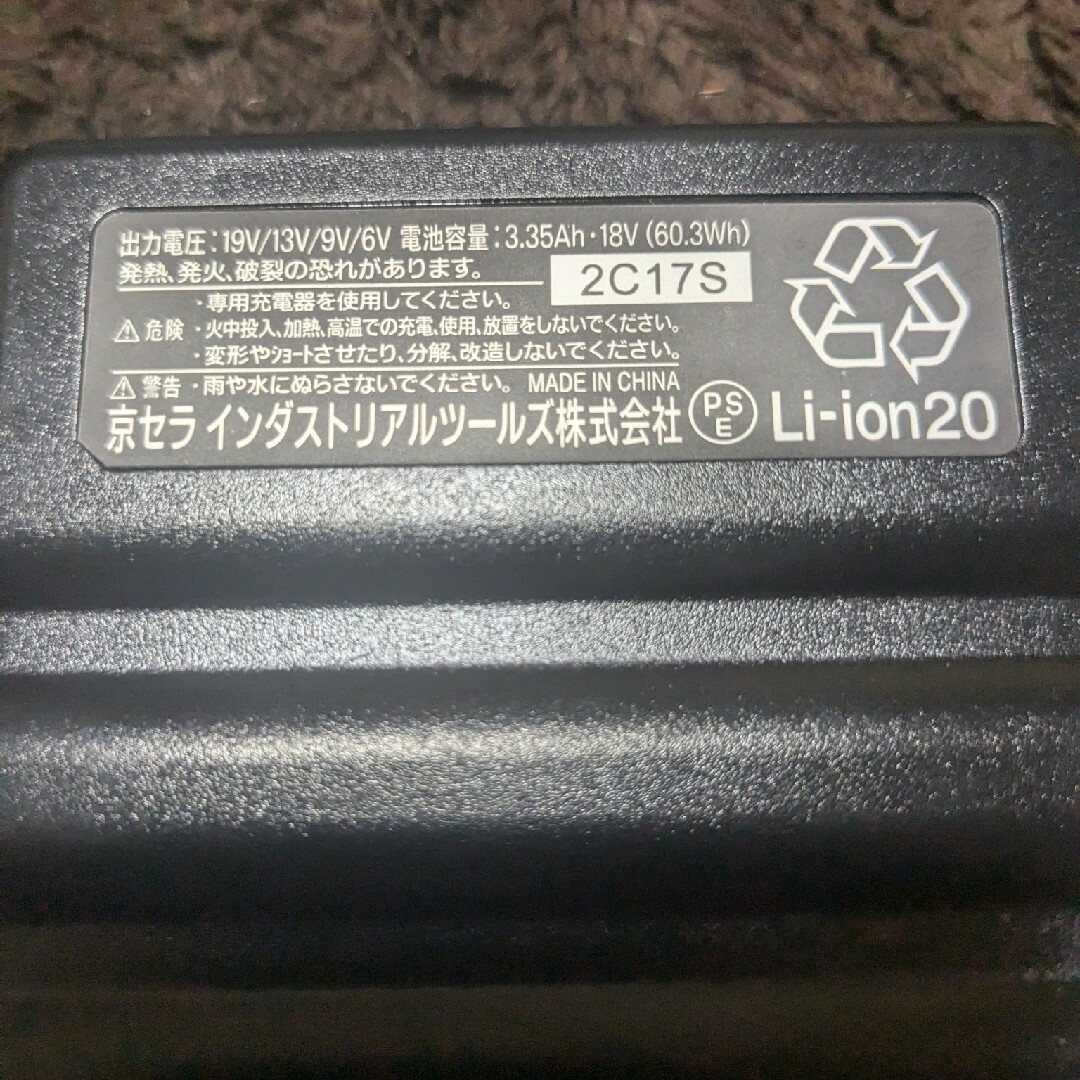 出力電圧:19V/13V/9V/6V 電池容量:3.35Ah・18V (60.3Wh)
発熱、発火、破裂の恐れがあります。
2C17S
・専用充電器を使用してください。
⚠危険 ・火中投入、加熱、高温での充電、使用、放置をしないでください。
・変形やショートさせたり、分解、改造しないでください。
⚠警告 ・雨や水にぬらさないでください。 MADE IN CHINA
京セラ インダストリアルツールズ株式会社 PSE Li-ion20